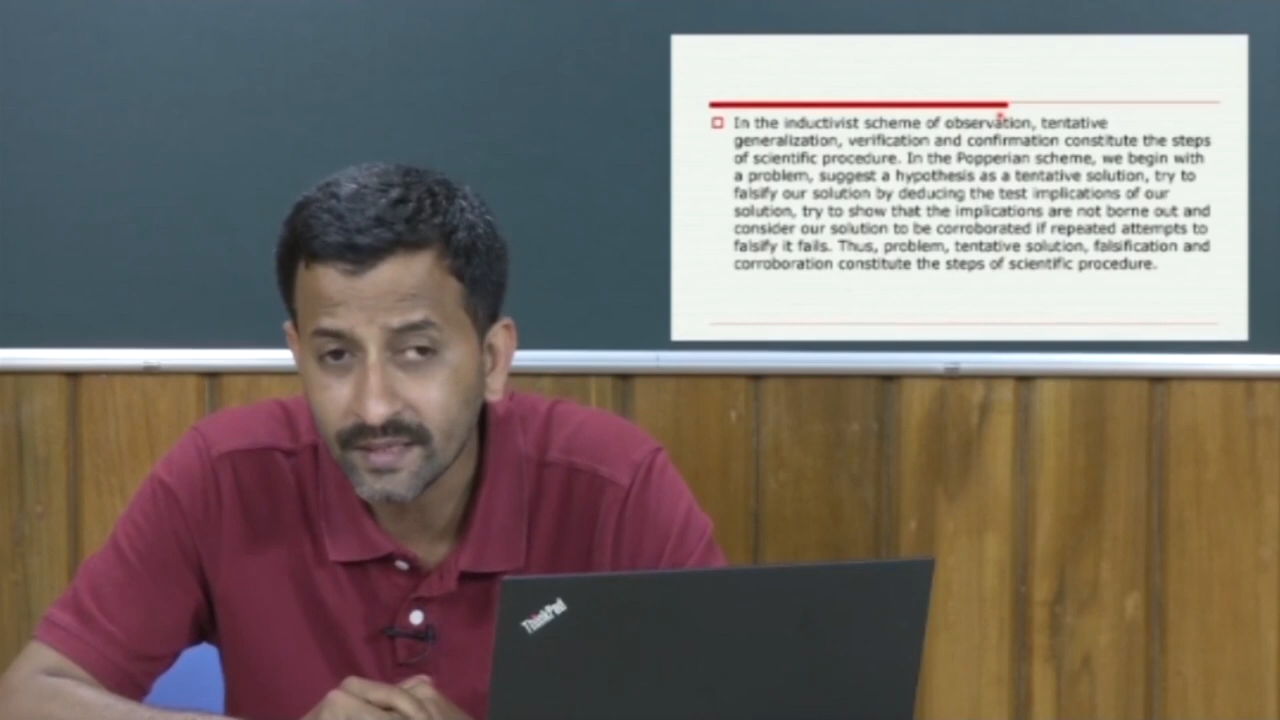 In the inductivist scheme of observation, tentative
generalization, verification and confirmation constitute the steps
of scientific procedure. In the Popperian scheme, we begin with
a problem, suggest a hypothesis as a tentative solution, try to
falsify our solution by deducing the test implications of our
solution, try to show that the implications are not borne out and
consider our solution to be corroborated if repeated attempts to
falsify it fails. Thus, problem, tentative solution, falsification and
corroboration constitute the steps of scientific procedure.
ThinkPad